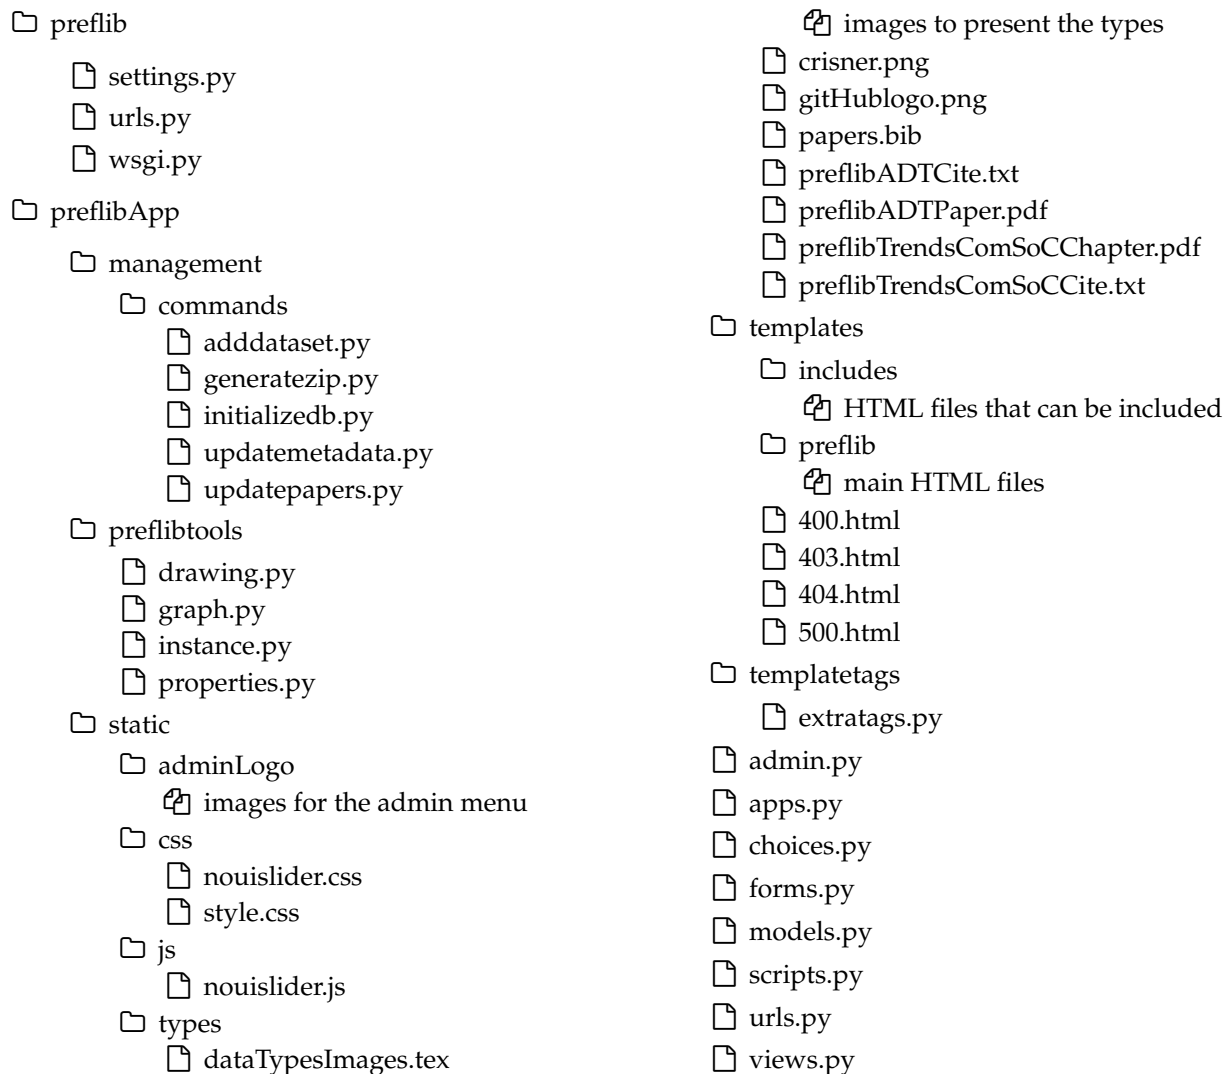 preflib
settings.py
urls.py
wsgi.py
preflibApp
management
commands
adddataset.py
generatezip.py
initializedb.py
updatemetadata.py
updatepapers.py
preflibtools
drawing.py
graph.py
instance.py
properties.py
static
adminLogo
images for the admin menu
css
nouislider.css
style.css
js
nouislider.js
types
dataTypesImages.tex
images to present the types
crisner.png
gitHublogo.png
papers.bib
preflibADTCite.txt
preflibADTPaper.pdf
preflibTrendsComSoCChapter.pdf
preflibTrendsComSoCCite.txt
templates
includes
HTML files that can be included
preflib
main HTML files
400.html
403.html
404.html
500.html
templatetags
extratags.py
admin.py
apps.py
choices.py
forms.py
models.py
scripts.py
urls.py
views.py